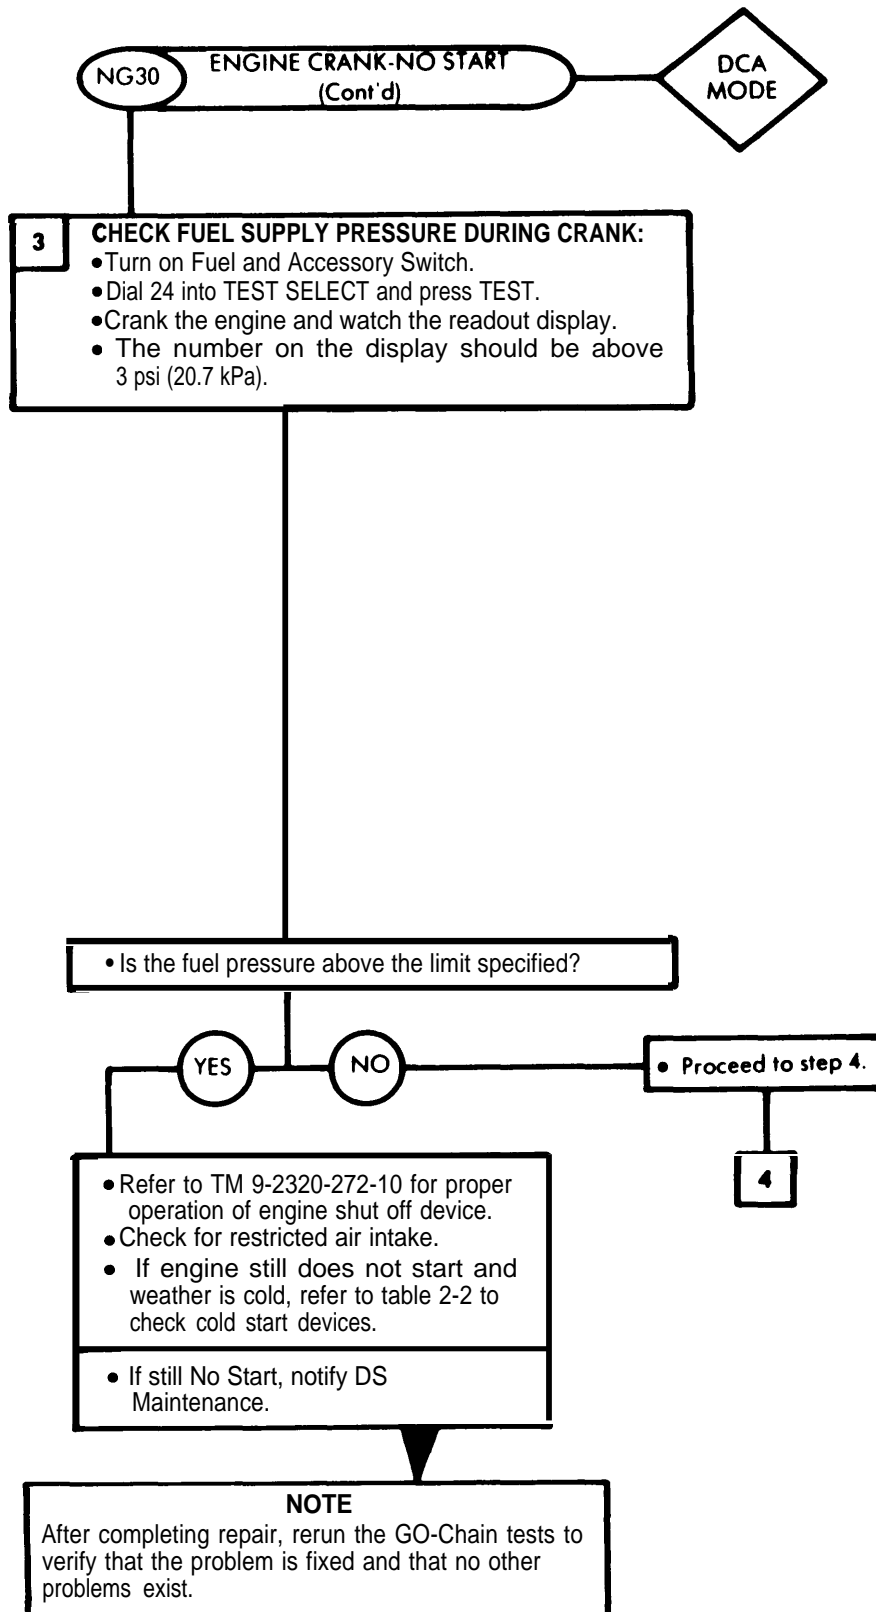 NG30
ENGINE CRANK-NO START
(Cont'd)
DCA
MODE
3
CHECK FUEL SUPPLY PRESSURE DURING CRANK:
•Turn on Fuel and Accessory Switch.
•Dial 24 into TEST SELECT and press TEST.
•Crank the engine and watch the readout display.
• The number on the display should be above
3 psi (20.7 kPa).
• Is the fuel pressure above the limit specified?
YES
NO
• Proceed to step 4.
4
•Refer to TM 9-2320-272-10 for proper
operation of engine shut off device.
•Check for restricted air intake.
• If engine still does not start and
weather is cold, refer to table 2-2 to
check cold start devices.
• If still No Start, notify DS
Maintenance.
NOTE
After completing repair, rerun the GO-Chain tests to
verify that the problem is fixed and that no other
problems exist.